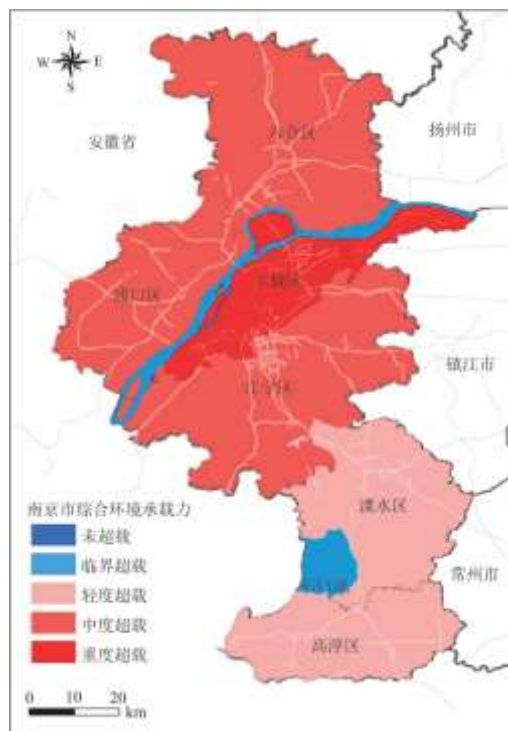 N
W E
S
安徽省
六合区
扬州市
主城区
浦口区
镇江市
江宁区
南京市综合环境承载力
未超载
临界超载
轻度超载
中度超载
重度超载
溧水区
常州市
高淳区
0 10 20
km